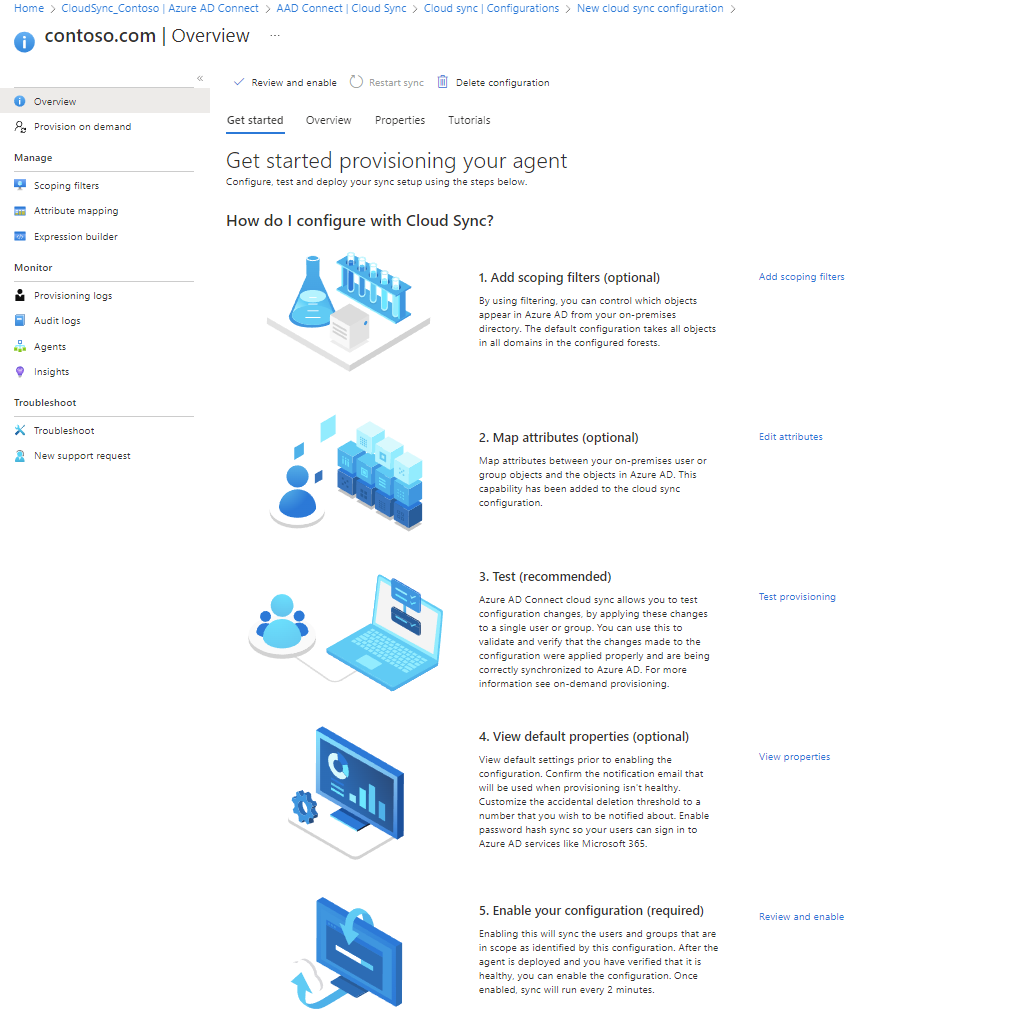 Home > CloudSync_Contoso | Azure AD Connect > AAD Connect | Cloud Sync > Cloud sync | Configurations > New cloud sync configuration >
contoso.com | Overview ...
«
Review and enable Restart sync Delete configuration
Overview
Provision on demand
Manage
Scoping filters
Attribute mapping
Expression builder
Monitor
Provisioning logs
Audit logs
Agents
Insights
Troubleshoot
Troubleshoot
New support request
Get started Overview Properties Tutorials
Get started provisioning your agent
Configure, test and deploy your sync setup using the steps below.
How do I configure with Cloud Sync?
1. Add scoping filters (optional)
By using filtering, you can control which objects
appear in Azure AD from your on-premises
directory. The default configuration takes all objects
in all domains in the configured forests.
Add scoping filters
2. Map attributes (optional)
Map attributes between your on-premises user or
group objects and the objects in Azure AD. This
capability has been added to the cloud sync
configuration.
Edit attributes
3. Test (recommended)
Azure AD Connect cloud sync allows you to test
configuration changes, by applying these changes
to a single user or group. You can use this to
validate and verify that the changes made to the
configuration were applied properly and are being
correctly synchronized to Azure AD. For more
information see on-demand provisioning.
Test provisioning
4. View default properties (optional)
View default settings prior to enabling the
configuration. Confirm the notification email that
will be used when provisioning isn't healthy.
Customize the accidental deletion threshold to a
number that you wish to be notified about. Enable
password hash sync so your users can sign in to
Azure AD services like Microsoft 365.
View properties
5. Enable your configuration (required)
Enabling this will sync the users and groups that are
in scope as identified by this configuration. After the
agent is deployed and you have verified that it is
healthy, you can enable the configuration. Once
enabled, sync will run every 2 minutes.
Review and enable